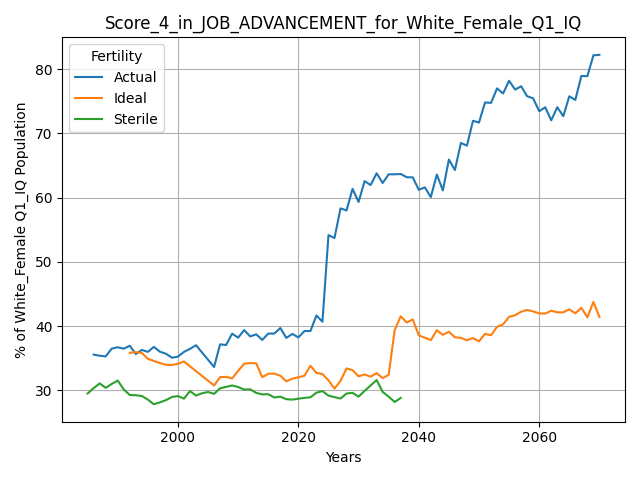 Score_4_in_JOB_ADVANCEMENT_for_White_Female_Q1_IQ
Fertility
Actual
Ideal
Sterile
% of White_Female Q1_IQ Population
80
70
60
50
40
30
2000
2020
2040
2060
Years